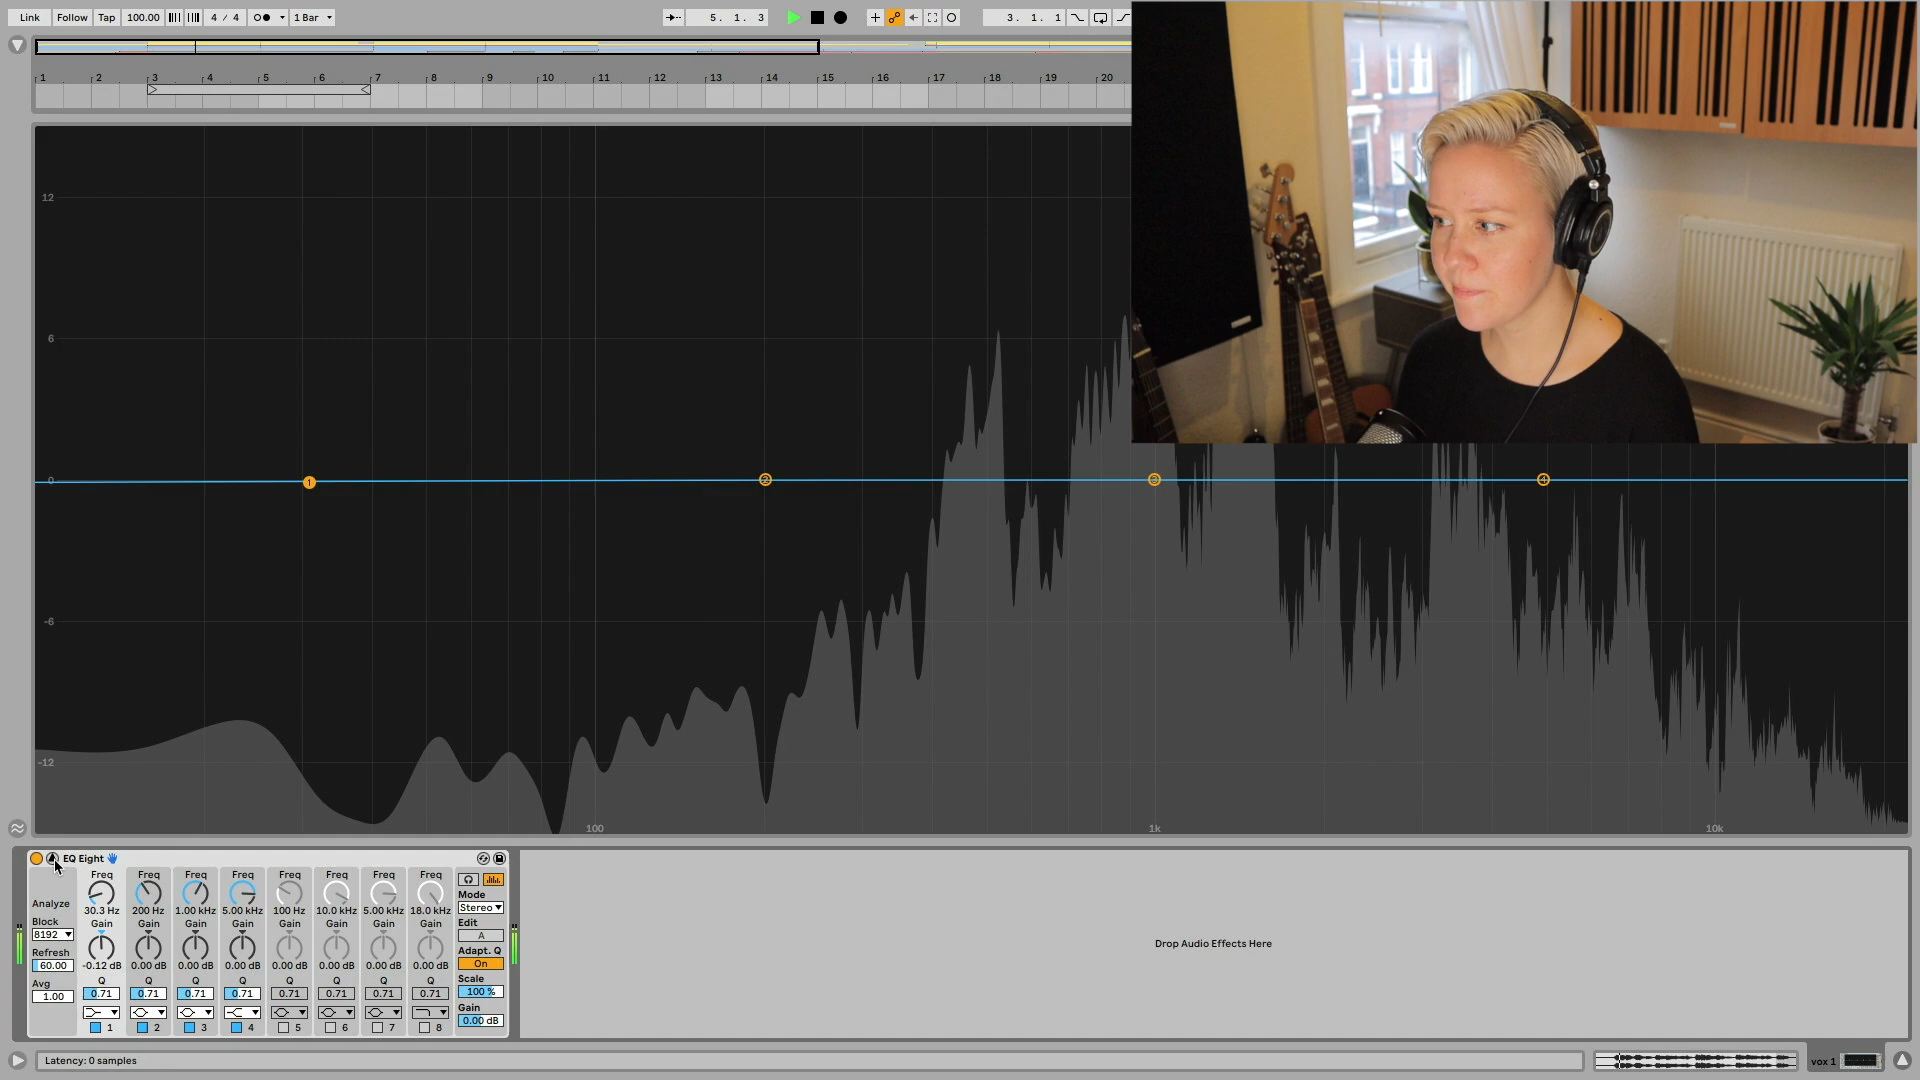 Link Follow Tap 100.00 4 / 4 1 Bar 5. 1. 3 3. 1. 1
1 2 3 4 5 6 7 8 9 10 11 12 13 14 15 16 17 18 19 20
12
6
0
-6
-12
1 2 3 4
100 1k 10k
EQ Eight
Analyze
Block
8192
Refresh
60.00
Avg
1.00
Freq Freq Freq Freq Freq Freq Freq Freq
30.3 Hz 200 Hz 1.00 kHz 5.00 kHz 100 Hz 10.0 kHz 5.00 kHz 18.0 kHz
Gain Gain Gain Gain Gain Gain Gain Gain
-0.12 dB 0.00 dB 0.00 dB 0.00 dB 0.00 dB 0.00 dB 0.00 dB 0.00 dB
Q Q Q Q Q Q Q Q
0.71 0.71 0.71 0.71 0.71 0.71 0.71 0.71
1 2 3 4 5 6 7 8
Mode
Stereo
Edit
A
Adapt. Q
On
Scale
100 %
Gain
0.00 dB
Drop Audio Effects Here
Latency: 0 samples
vox 1